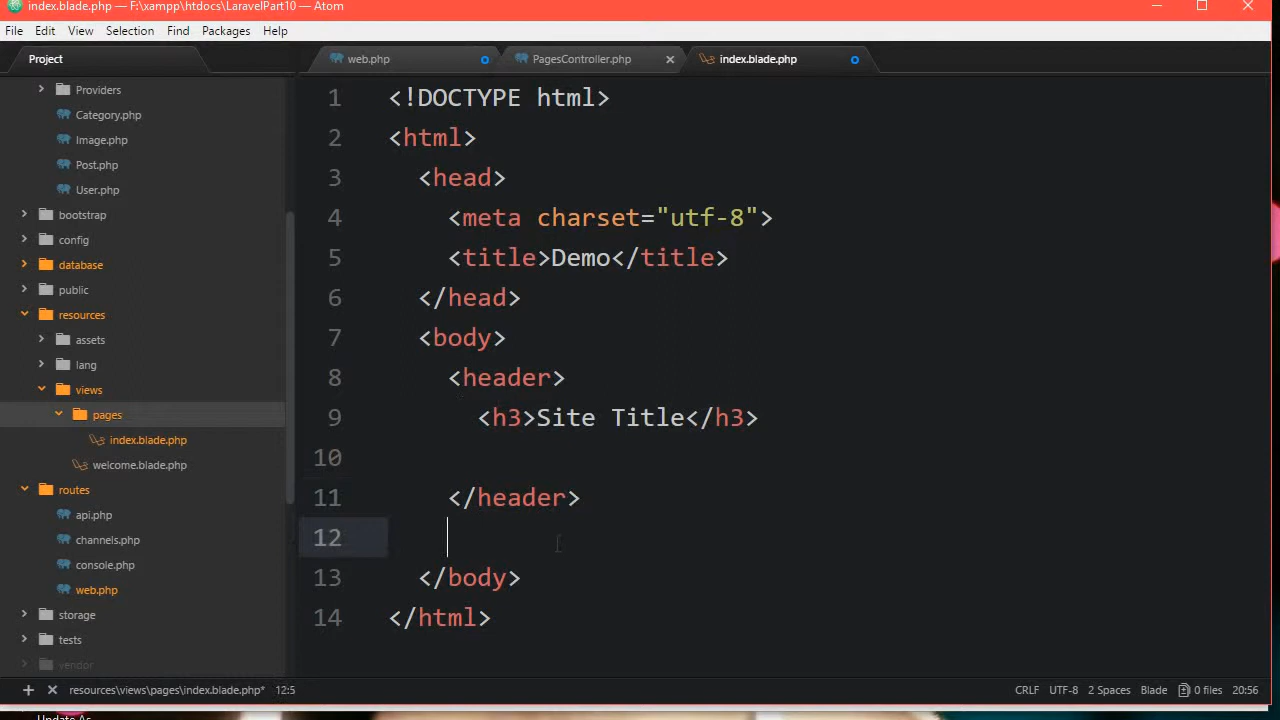 index.blade.php — F:\xampp\htdocs\LaravelPart10 — Atom
File Edit View Selection Find Packages Help
Project
web.php
PagesController.php
index.blade.php
Providers
Category.php
Image.php
Post.php
User.php
bootstrap
config
database
public
resources
assets
lang
views
pages
index.blade.php
welcome.blade.php
routes
api.php
channels.php
console.php
web.php
storage
tests
vendor
1 <!DOCTYPE html>
2 <html>
3 <head>
4 <meta charset="utf-8">
5 <title>Demo</title>
6 </head>
7 <body>
8 <header>
9 <h3>Site Title</h3>
10
11 </header>
12
13 </body>
14 </html>
resources\views\pages\index.blade.php* 12:5
CRLF UTF-8 2 Spaces Blade 0 files 20:56
Update As